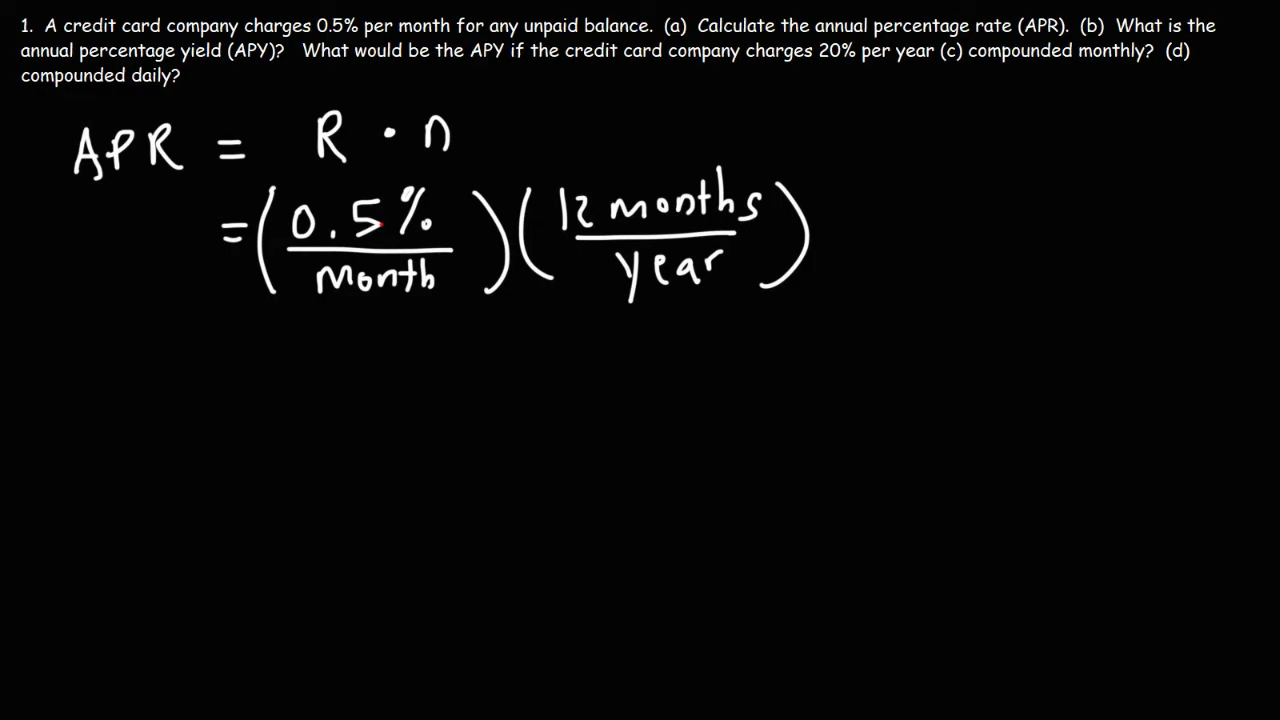 1. A credit card company charges 0.5% per month for any unpaid balance. (a) Calculate the annual percentage rate (APR). (b) What is the
annual percentage yield (APY)? What would be the APY if the credit card company charges 20% per year (c) compounded monthly? (d)
compounded daily?
APR = R · n
= (0.5% / month) (12 months / year)